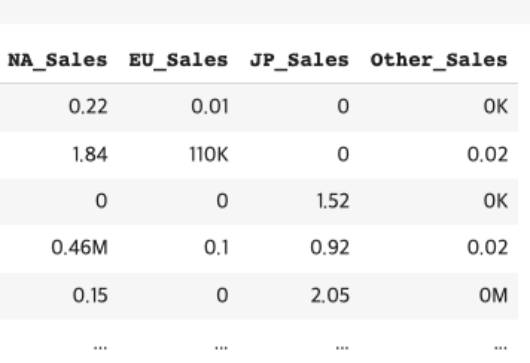 NA_Sales EU_Sales JP_Sales Other_Sales
0.22 0.01 0 0K
1.84 110K 0 0.02
0 0 1.52 0K
0.46M 0.1 0.92 0.02
0.15 0 2.05 0M
... ... ... ...